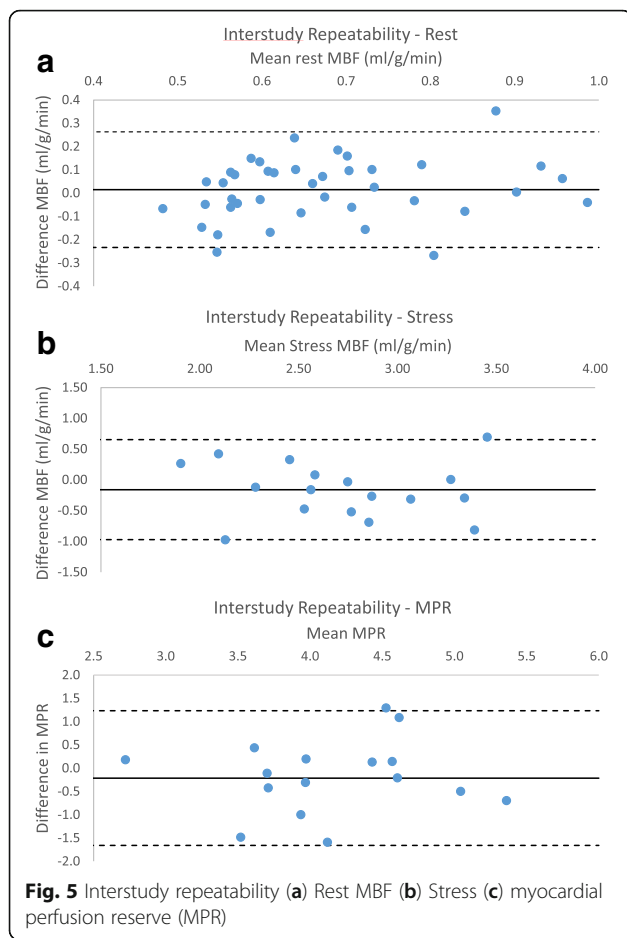 Interstudy Repeatability - Rest
a
Mean rest MBF (ml/g/min)
0.4 0.5 0.6 0.7 0.8 0.9 1.0
Difference MBF (ml/g/min)
0.4
0.3
0.2
0.1
0.0
-0.1
-0.2
-0.3
-0.4
Interstudy Repeatability - Stress
b
Mean Stress MBF (ml/g/min)
1.50 2.00 2.50 3.00 3.50 4.00
Difference MBF (ml/g/min)
1.50
1.00
0.50
0.00
-0.50
-1.00
-1.50
Interstudy Repeatability - MPR
c
Mean MPR
2.5 3.0 3.5 4.0 4.5 5.0 5.5 6.0
Difference in MPR
2.0
1.5
1.0
0.5
0.0
-0.5
-1.0
-1.5
-2.0
Fig. 5 Interstudy repeatability (a) Rest MBF (b) Stress (c) myocardial
perfusion reserve (MPR)